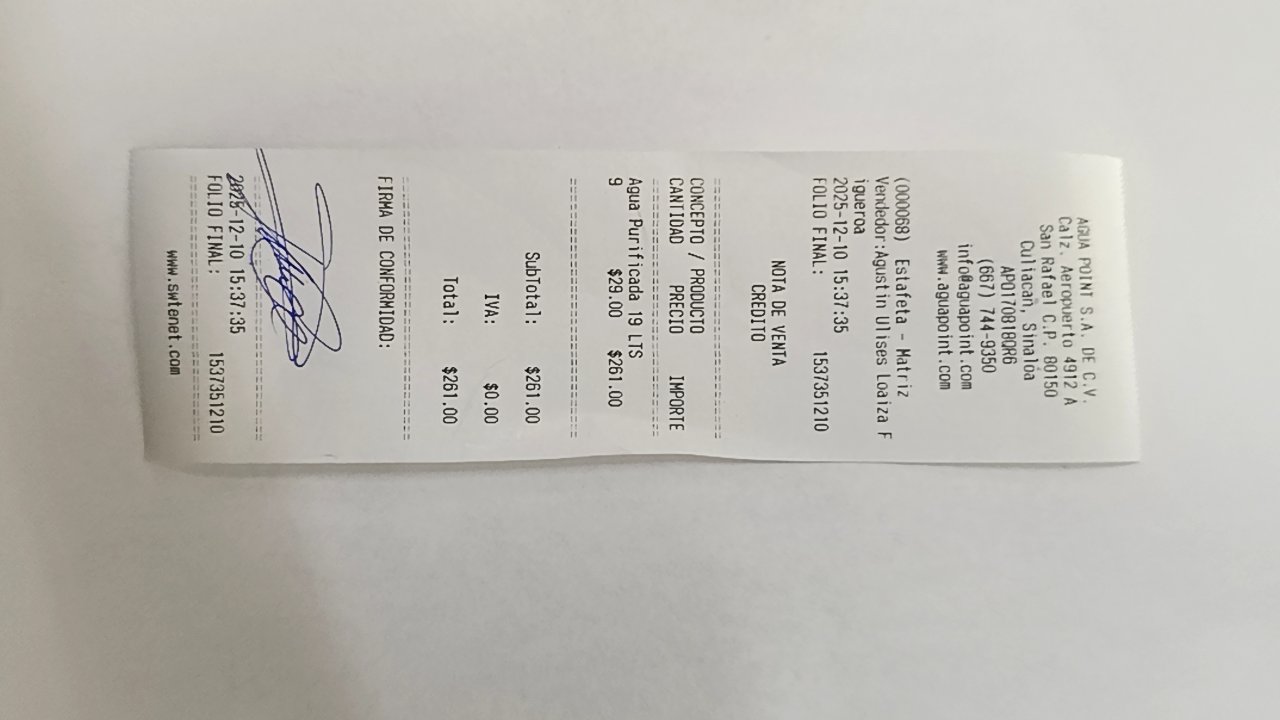 AGUA POINT S.A. DE C.V.
Calz. Aeropuerto 4912 A
San Rafael C.P. 80150
Culiacan, Sinaloa
APO170818QR6
(667) 744-9350
info@aguapoint.com
www.aguapoint.com
(000068) Estafeta - Matriz
Vendedor:Agustin Ulises Loaiza F
igueroa
2025-12-10 15:37:35
FOLIO FINAL: 1537351210
NOTA DE VENTA
CREDITO
================================
CONCEPTO / PRODUCTO
CANTIDAD PRECIO IMPORTE
================================
Agua Purificada 19 LTS
9 $29.00 $261.00
================================
SubTotal: $261.00
IVA: $0.00
Total: $261.00
================================
FIRMA DE CONFORMIDAD:
================================
2025-12-10 15:37:35
FOLIO FINAL: 1537351210
================================
www.swtenet.com